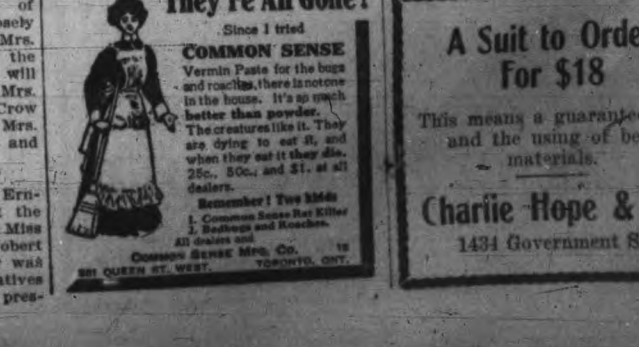 of
osely
Mrs.
the
will
Mrs.
Crow
Mrs.
and
Ern-
the
Miss
obert
was
atives
pres-
They're All Gone!
Since I tried
COMMON SENSE
Vermin Paste for the bugs
and roaches, there is not one
in the house. It's so much
better than powder.
The creatures like it. They
are dying to eat it, and
when they eat it they die.
25c., 50c., and $1. at all
dealers.
Remember! Two kinds
1. Common Sense Rat Killer
2. Bedbugs and Roaches.
All dealers and
COMMON SENSE MFG. CO.
381 QUEEN ST. WEST. TORONTO, ONT.
A Suit to Orde
For $18
This means a guarantee
and the using of be
materials.
Charlie Hope &
1434 Government S